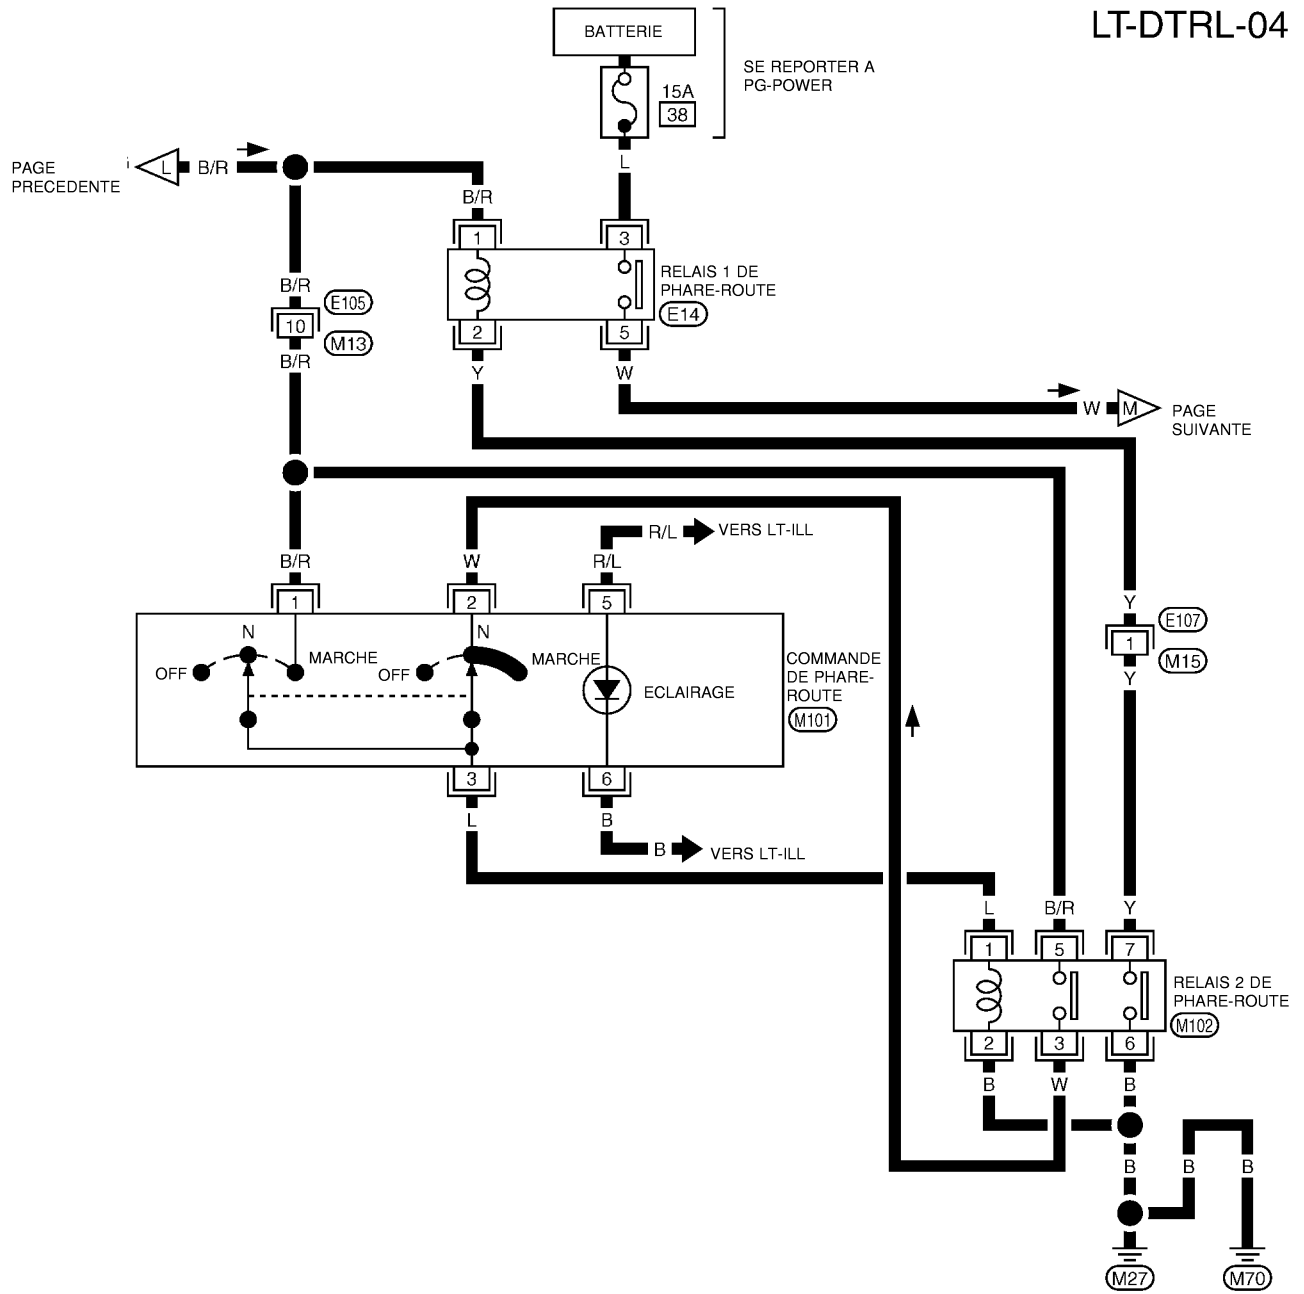 LT-DTRL-04
BATTERIE
SE REPORTER A
PG-POWER
15A
38
L
PAGE
PRECEDENTE
L
B/R
B/R
1
3
RELAIS 1 DE
PHARE-ROUTE
E14
2
5
B/R
E105
10
M13
B/R
Y
W
W
M
PAGE
SUIVANTE
R/L
VERS LT-ILL
B/R
W
R/L
1
2
5
Y
E107
1
M15
Y
N
OFF
MARCHE
N
OFF
MARCHE
ECLAIRAGE
COMMANDE
DE PHARE-
ROUTE
M101
3
6
L
B
B
VERS LT-ILL
L
B/R
Y
1
5
7
RELAIS 2 DE
PHARE-ROUTE
M102
2
3
6
B
W
B
B
B
B
M27
M70